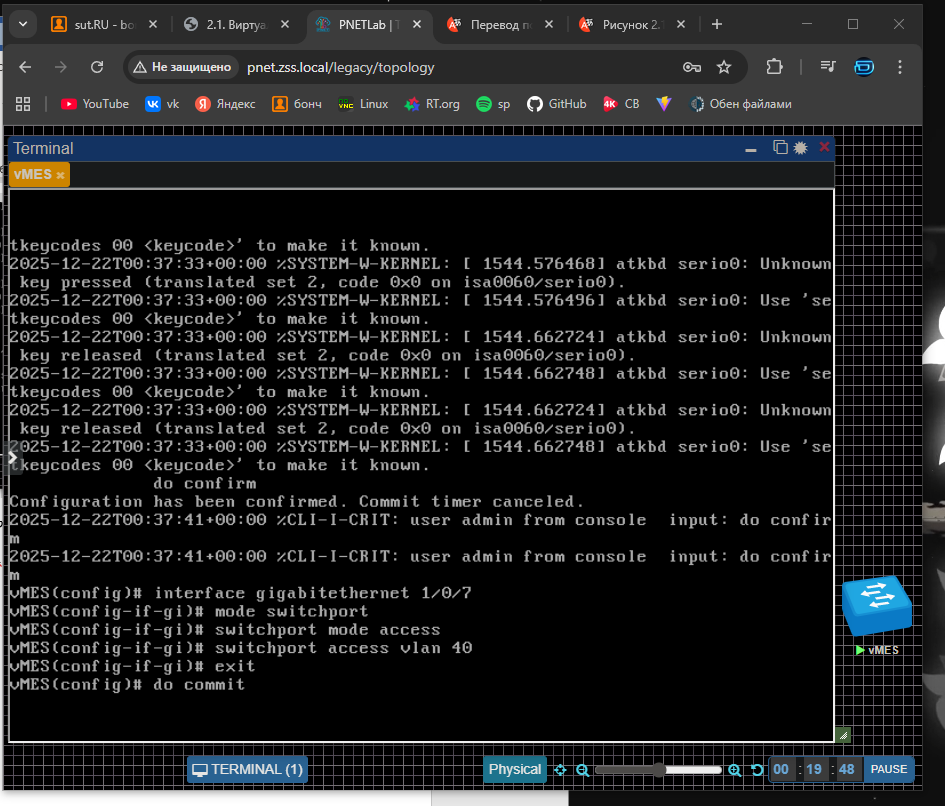 sut.RU - bo
2.1. Виртуа
PNETLab | T
Перевод п
Рисунок 2.
Не защищено
pnet.zss.local/legacy/topology
YouTube
vk
Яндекс
бонч
Linux
RT.org
sp
GitHub
4K
СВ
Обен файлами
Terminal
vMES ×
tkeycodes 00 <keycode>' to make it known.
2025-12-22T00:37:33+00:00 %SYSTEM-W-KERNEL: [ 1544.576468] atkbd serio0: Unknown
key pressed (translated set 2, code 0x0 on isa0060/serio0).
2025-12-22T00:37:33+00:00 %SYSTEM-W-KERNEL: [ 1544.576496] atkbd serio0: Use 'se
tkeycodes 00 <keycode>' to make it known.
2025-12-22T00:37:33+00:00 %SYSTEM-W-KERNEL: [ 1544.662724] atkbd serio0: Unknown
key released (translated set 2, code 0x0 on isa0060/serio0).
2025-12-22T00:37:33+00:00 %SYSTEM-W-KERNEL: [ 1544.662748] atkbd serio0: Use 'se
tkeycodes 00 <keycode>' to make it known.
2025-12-22T00:37:33+00:00 %SYSTEM-W-KERNEL: [ 1544.662724] atkbd serio0: Unknown
key released (translated set 2, code 0x0 on isa0060/serio0).
2025-12-22T00:37:33+00:00 %SYSTEM-W-KERNEL: [ 1544.662748] atkbd serio0: Use 'se
tkeycodes 00 <keycode>' to make it known.
do confirm
Configuration has been confirmed. Commit timer canceled.
2025-12-22T00:37:41+00:00 %CLI-I-CRIT: user admin from console  input: do confir
m
2025-12-22T00:37:41+00:00 %CLI-I-CRIT: user admin from console  input: do confir
m
vMES(config)# interface gigabitethernet 1/0/7
vMES(config-if-gi)# mode switchport
vMES(config-if-gi)# switchport mode access
vMES(config-if-gi)# switchport access vlan 40
vMES(config-if-gi)# exit
vMES(config)# do commit
vMES
TERMINAL (1)
Physical
00 : 19 : 48
PAUSE